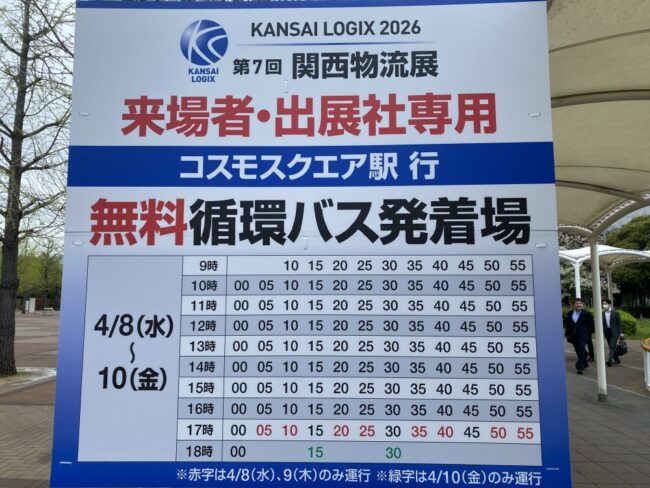 KANSAI LOGIX 2026
KANSAI
LOGIX
第7回 関西物流展
来場者・出展社専用
コスモスクエア駅 行
無料循環バス発着場
4/8(水)
~
10(金)
9時 10 15 20 25 30 35 40 45 50 55
10時 00 05 10 15 20 25 30 35 40 45 50 55
11時 00 05 10 15 20 25 30 35 40 45 50 55
12時 00 05 10 15 20 25 30 35 40 45 50 55
13時 00 05 10 15 20 25 30 35 40 45 50 55
14時 00 05 10 15 20 25 30 35 40 45 50 55
15時 00 05 10 15 20 25 30 35 40 45 50 55
16時 00 05 10 15 20 25 30 35 40 45 50 55
17時 00 05 10 15 20 25 30 35 40 45 50 55
18時 00 15 30
※赤字は4/8(水)、9(木)のみ運行 ※緑字は4/10(金)のみ運行